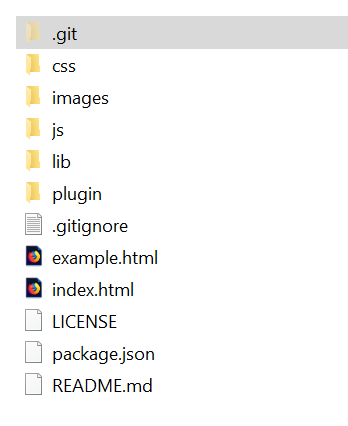 .git
css
images
js
lib
plugin
.gitignore
example.html
index.html
LICENSE
package.json
README.md